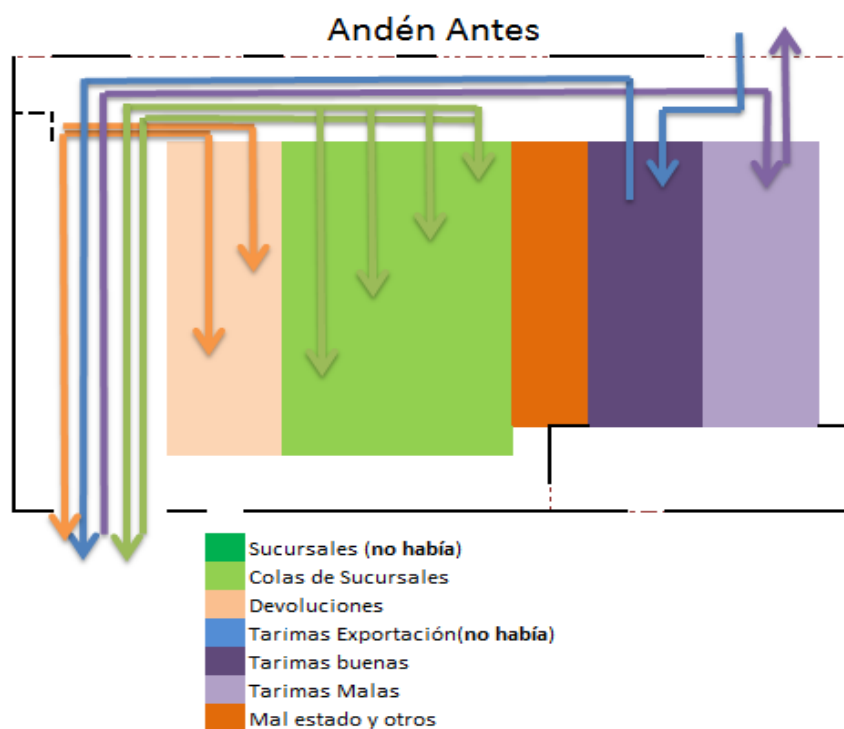 Andén Antes
Sucursales (no había)
Colas de Sucursales
Devoluciones
Tarimas Exportación(no había)
Tarimas buenas
Tarimas Malas
Mal estado y otros